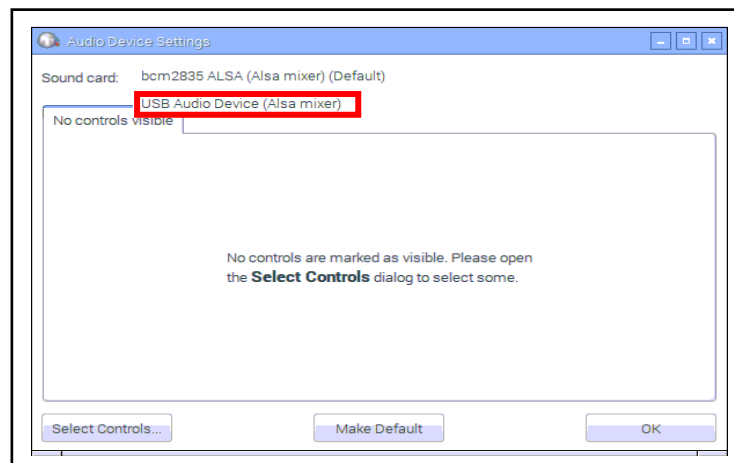 Audio Device Settings
Sound card: bcm2835 ALSA (Alsa mixer) (Default)
USB Audio Device (Alsa mixer)
No controls visible
No controls are marked as visible. Please open
the Select Controls dialog to select some.
Select Controls... Make Default OK